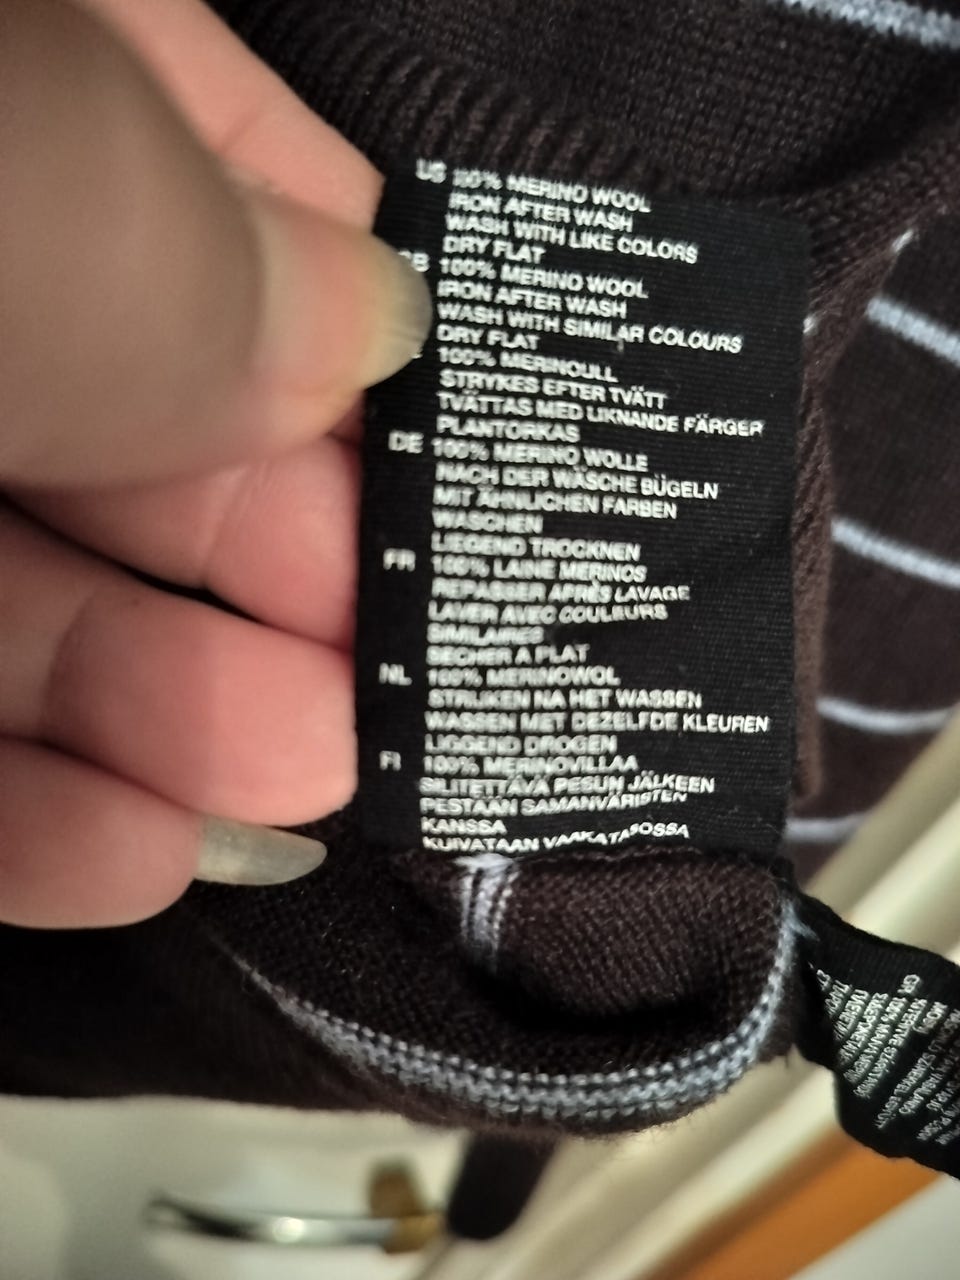 US 100% MERINO WOOL
IRON AFTER WASH
WASH WITH LIKE COLORS
DRY FLAT
GB 100% MERINO WOOL
IRON AFTER WASH
WASH WITH SIMILAR COLOURS
DRY FLAT
100% MERINOULL
STRYKES EFTER TVÄTT
TVÄTTAS MED LIKNANDE FÄRGER
PLANTORKAS
DE 100% MERINO WOLLE
NACH DER WÄSCHE BÜGELN
MIT ÄHNLICHEN FARBEN
WASCHEN
LIEGEND TROCKNEN
FR 100% LAINE MERINOS
REPASSER APRÈS LAVAGE
LAVER AVEC COULEURS
SIMILAIRES
SECHER A PLAT
NL 100% MERINOWOL
STRIJKEN NA HET WASSEN
WASSEN MET DEZELFDE KLEUREN
LIGGEND DROGEN
FI 100% MERINOVILLAA
SILITETTÄVÄ PESUN JÄLKEEN
PESTÄÄN SAMANVÄRISTEN
KANSSA
KUIVATAAN VAAKATASOSSA